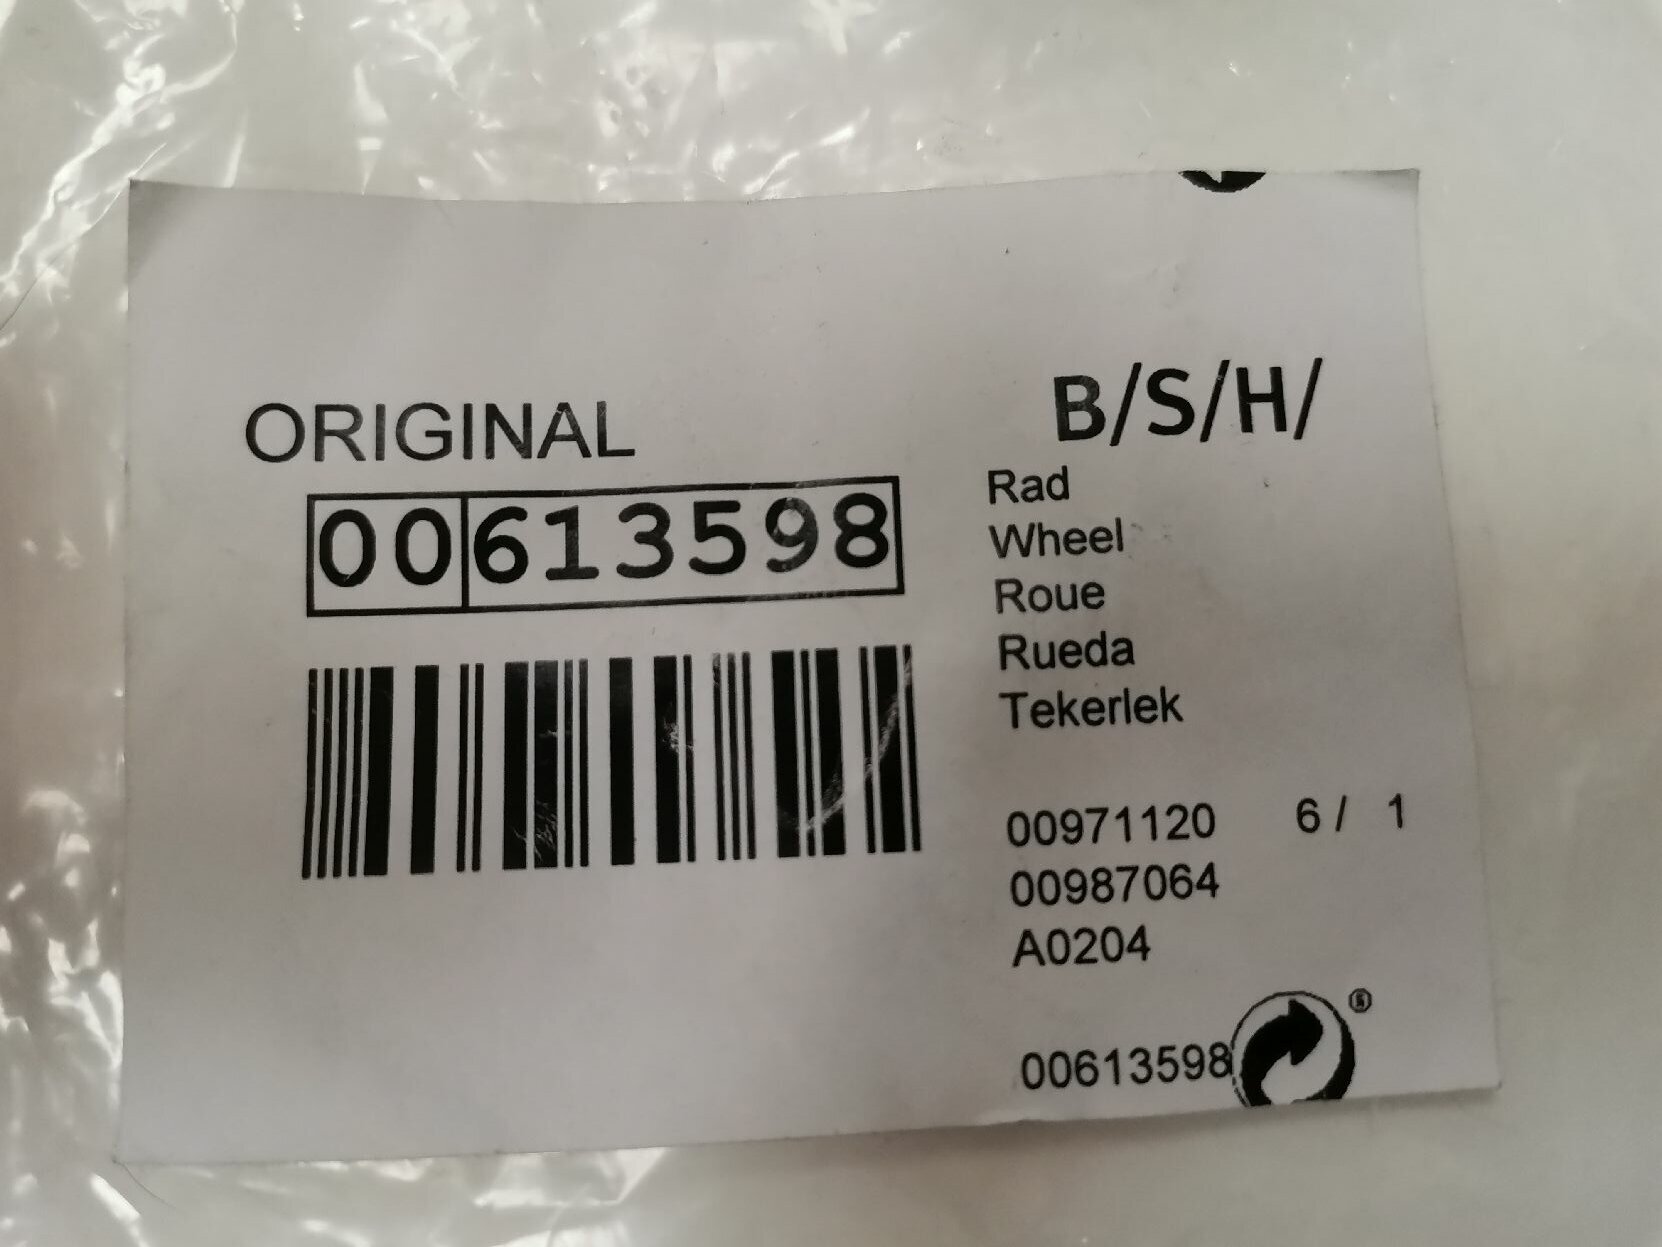 ORIGINAL
00613598
B/S/H/
Rad
Wheel
Roue
Rueda
Tekerlek
00971120 6 / 1
00987064
A0204
00613598
®